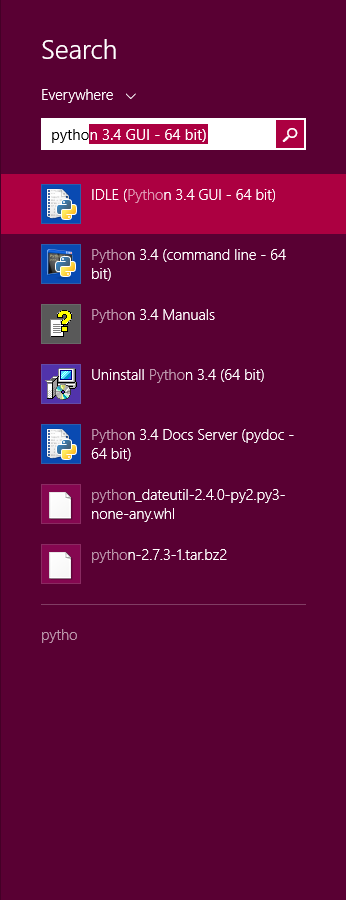 Search
Everywhere
python 3.4 GUI - 64 bit)
IDLE (Python 3.4 GUI - 64 bit)
Python 3.4 (command line - 64
bit)
Python 3.4 Manuals
Uninstall Python 3.4 (64 bit)
Python 3.4 Docs Server (pydoc -
64 bit)
python_dateutil-2.4.0-py2.py3-
none-any.whl
python-2.7.3-1.tar.bz2
pytho